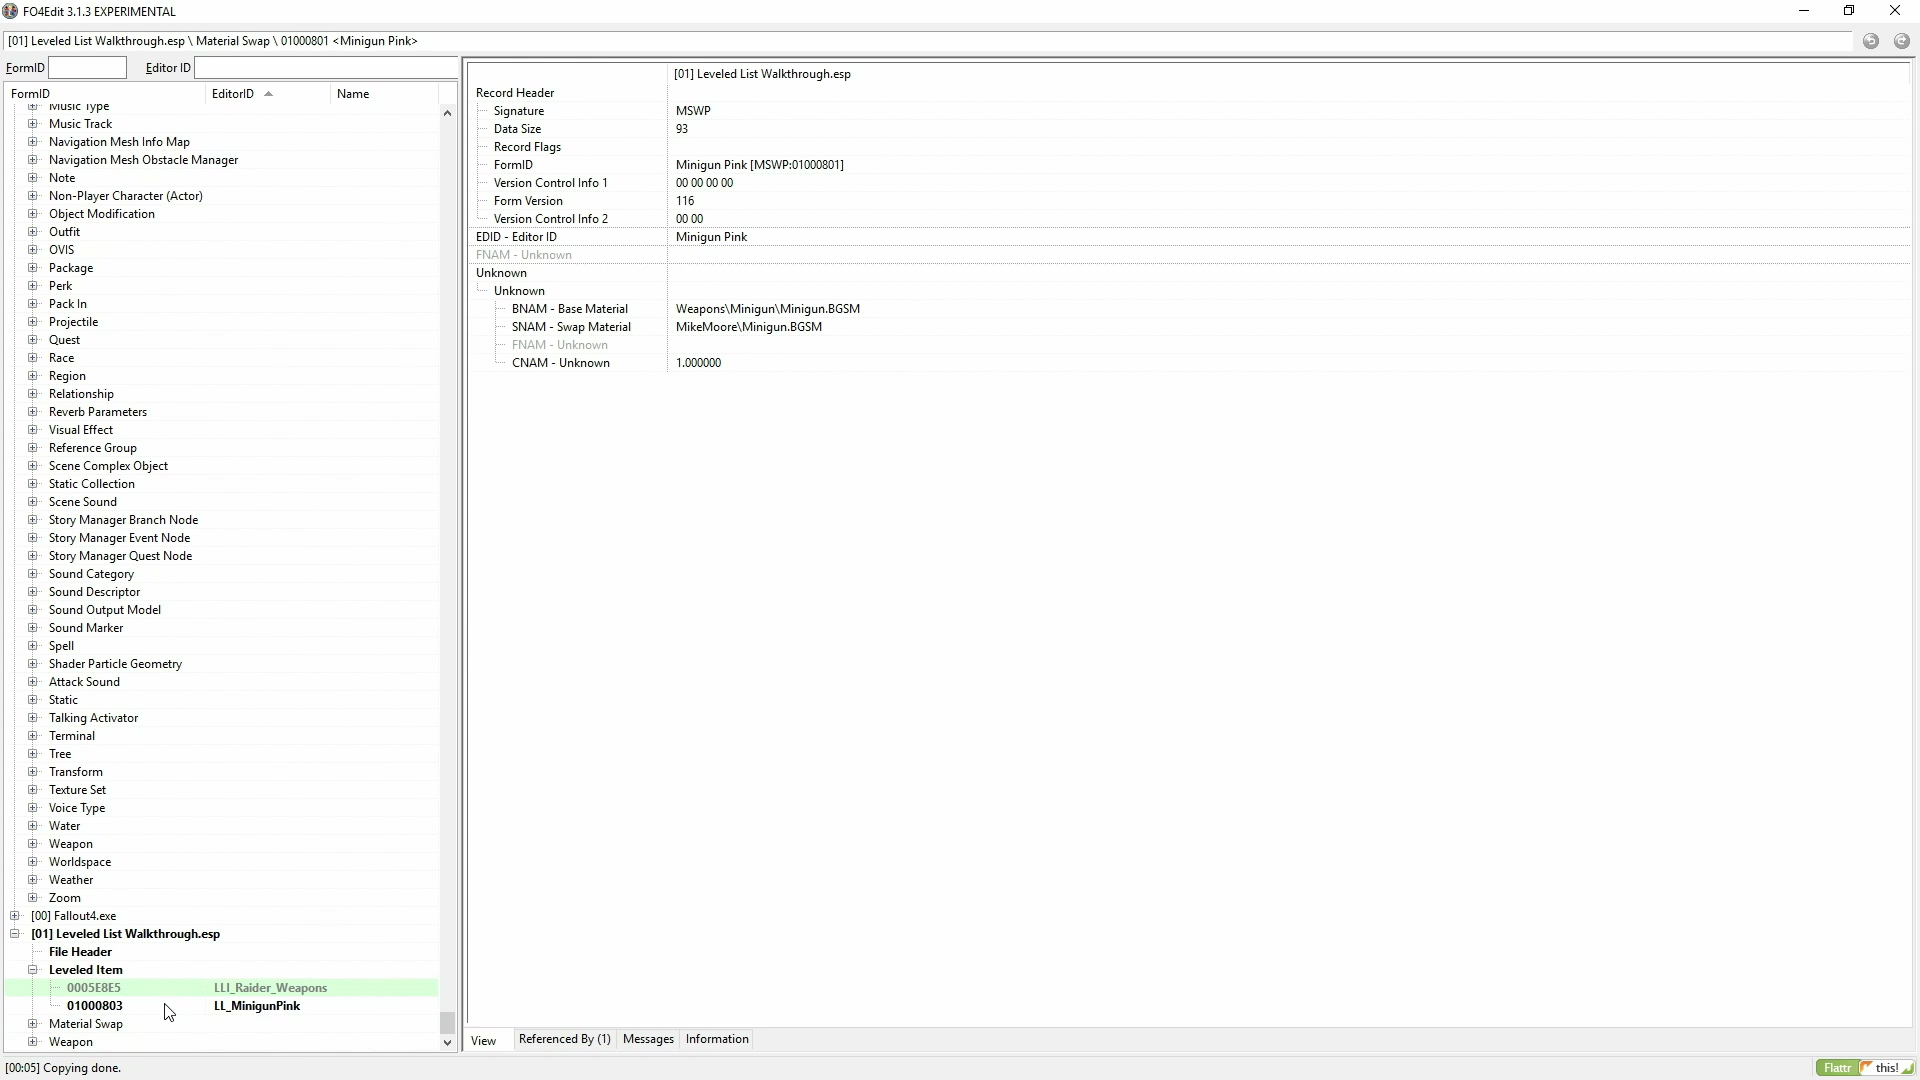 FO4Edit 3.1.3 EXPERIMENTAL
[01] Leveled List Walkthrough.esp \ Material Swap \ 01000801 <Minigun Pink>
FormID
Editor ID
FormID EditorID Name
Music Type
Music Track
Navigation Mesh Info Map
Navigation Mesh Obstacle Manager
Note
Non-Player Character (Actor)
Object Modification
Outfit
OVIS
Package
Perk
Pack In
Projectile
Quest
Race
Region
Relationship
Reverb Parameters
Visual Effect
Reference Group
Scene Complex Object
Static Collection
Scene Sound
Story Manager Branch Node
Story Manager Event Node
Story Manager Quest Node
Sound Category
Sound Descriptor
Sound Output Model
Sound Marker
Spell
Shader Particle Geometry
Attack Sound
Static
Talking Activator
Terminal
Tree
Transform
Texture Set
Voice Type
Water
Weapon
Worldspace
Weather
Zoom
[00] Fallout4.exe
[01] Leveled List Walkthrough.esp
File Header
Leveled Item
0005E8E5 LLI_Raider_Weapons
01000803 LL_MinigunPink
Material Swap
Weapon
[01] Leveled List Walkthrough.esp
Record Header
Signature MSWP
Data Size 93
Record Flags
FormID Minigun Pink [MSWP:01000801]
Version Control Info 1 00 00 00 00
Form Version 116
Version Control Info 2 00 00
EDID - Editor ID Minigun Pink
FNAM - Unknown
Unknown
Unknown
BNAM - Base Material Weapons\Minigun\Minigun.BGSM
SNAM - Swap Material MikeMoore\Minigun.BGSM
FNAM - Unknown
CNAM - Unknown 1.000000
View Referenced By (1) Messages Information
[00:05] Copying done.
Flattr this!